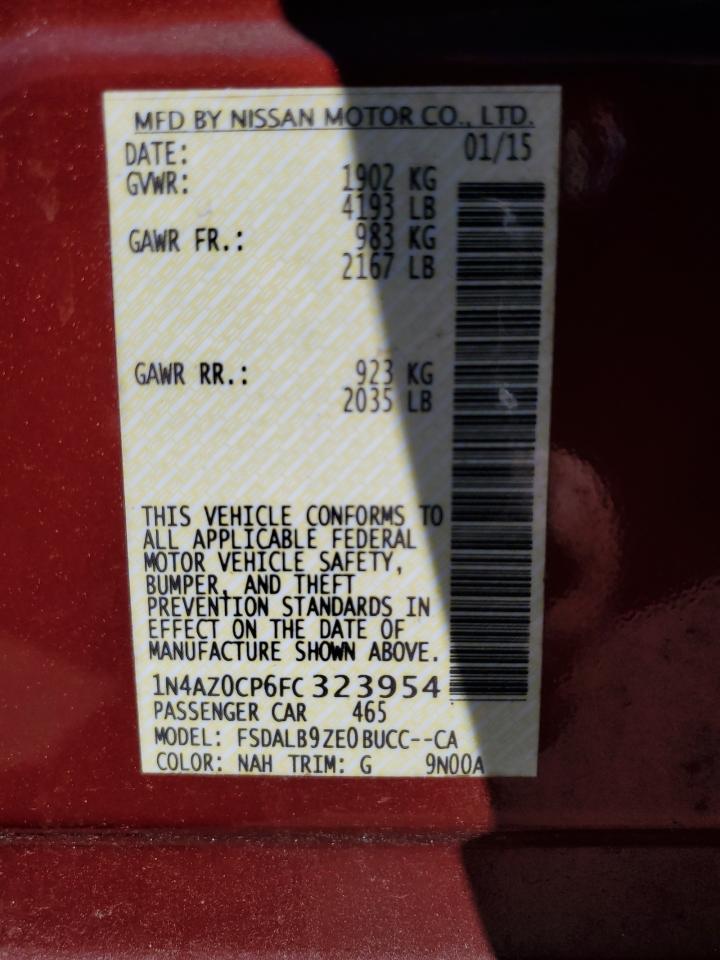 MFD BY NISSAN MOTOR CO., LTD.
DATE: 01/15
GVWR: 1902 KG
4193 LB
GAWR FR.: 983 KG
2167 LB
GAWR RR.: 923 KG
2035 LB
THIS VEHICLE CONFORMS TO
ALL APPLICABLE FEDERAL
MOTOR VEHICLE SAFETY,
BUMPER, AND THEFT
PREVENTION STANDARDS IN
EFFECT ON THE DATE OF
MANUFACTURE SHOWN ABOVE.
1N4AZ0CP6FC323954
PASSENGER CAR 465
MODEL: FSDALB9ZE0BUCC--CA
COLOR: NAH TRIM: G 9N00A